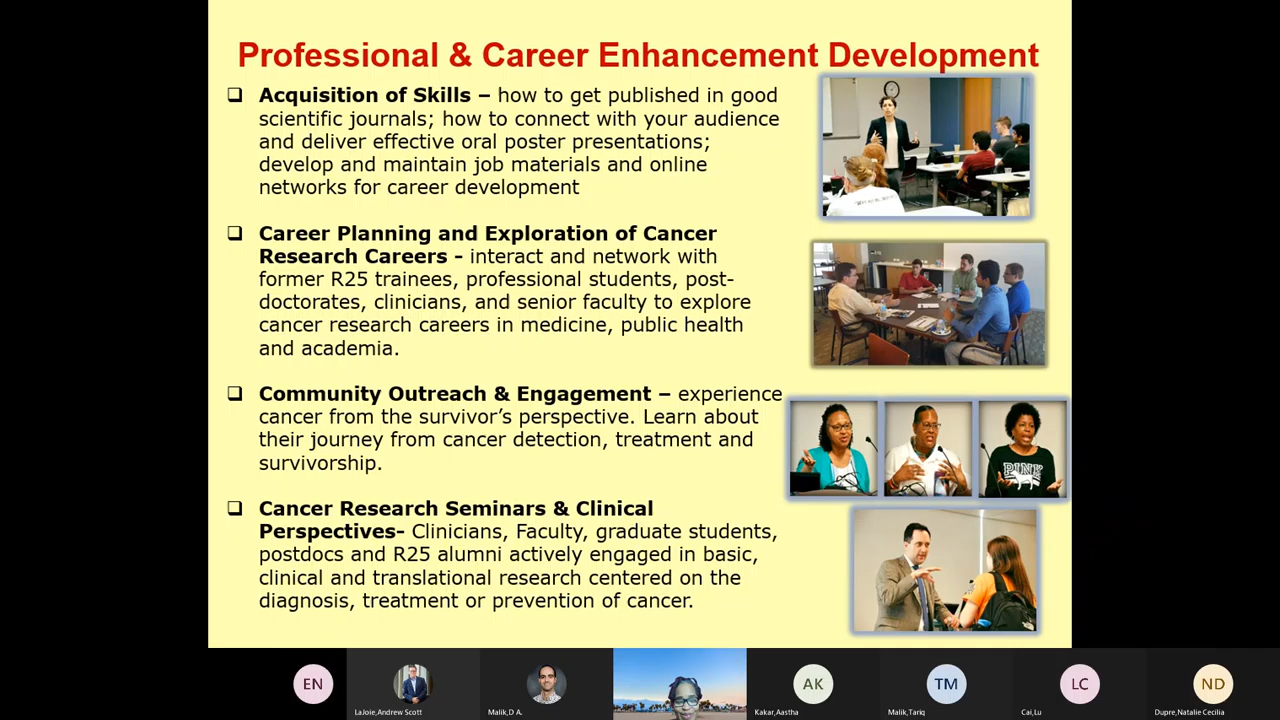 Professional & Career Enhancement Development
Acquisition of Skills – how to get published in good
scientific journals; how to connect with your audience
and deliver effective oral poster presentations;
develop and maintain job materials and online
networks for career development
Career Planning and Exploration of Cancer
Research Careers - interact and network with
former R25 trainees, professional students, post-
doctorates, clinicians, and senior faculty to explore
cancer research careers in medicine, public health
and academia.
Community Outreach & Engagement – experience
cancer from the survivor’s perspective. Learn about
their journey from cancer detection, treatment and
survivorship.
Cancer Research Seminars & Clinical
Perspectives- Clinicians, Faculty, graduate students,
postdocs and R25 alumni actively engaged in basic,
clinical and translational research centered on the
diagnosis, treatment or prevention of cancer.
PINK
EN
AK
TM
LC
ND
LaJoie,Andrew Scott
Malik,D A.
Kakar,Aastha
Malik,Tariq
Cai,Lu
Dupre,Natalie Cecilia